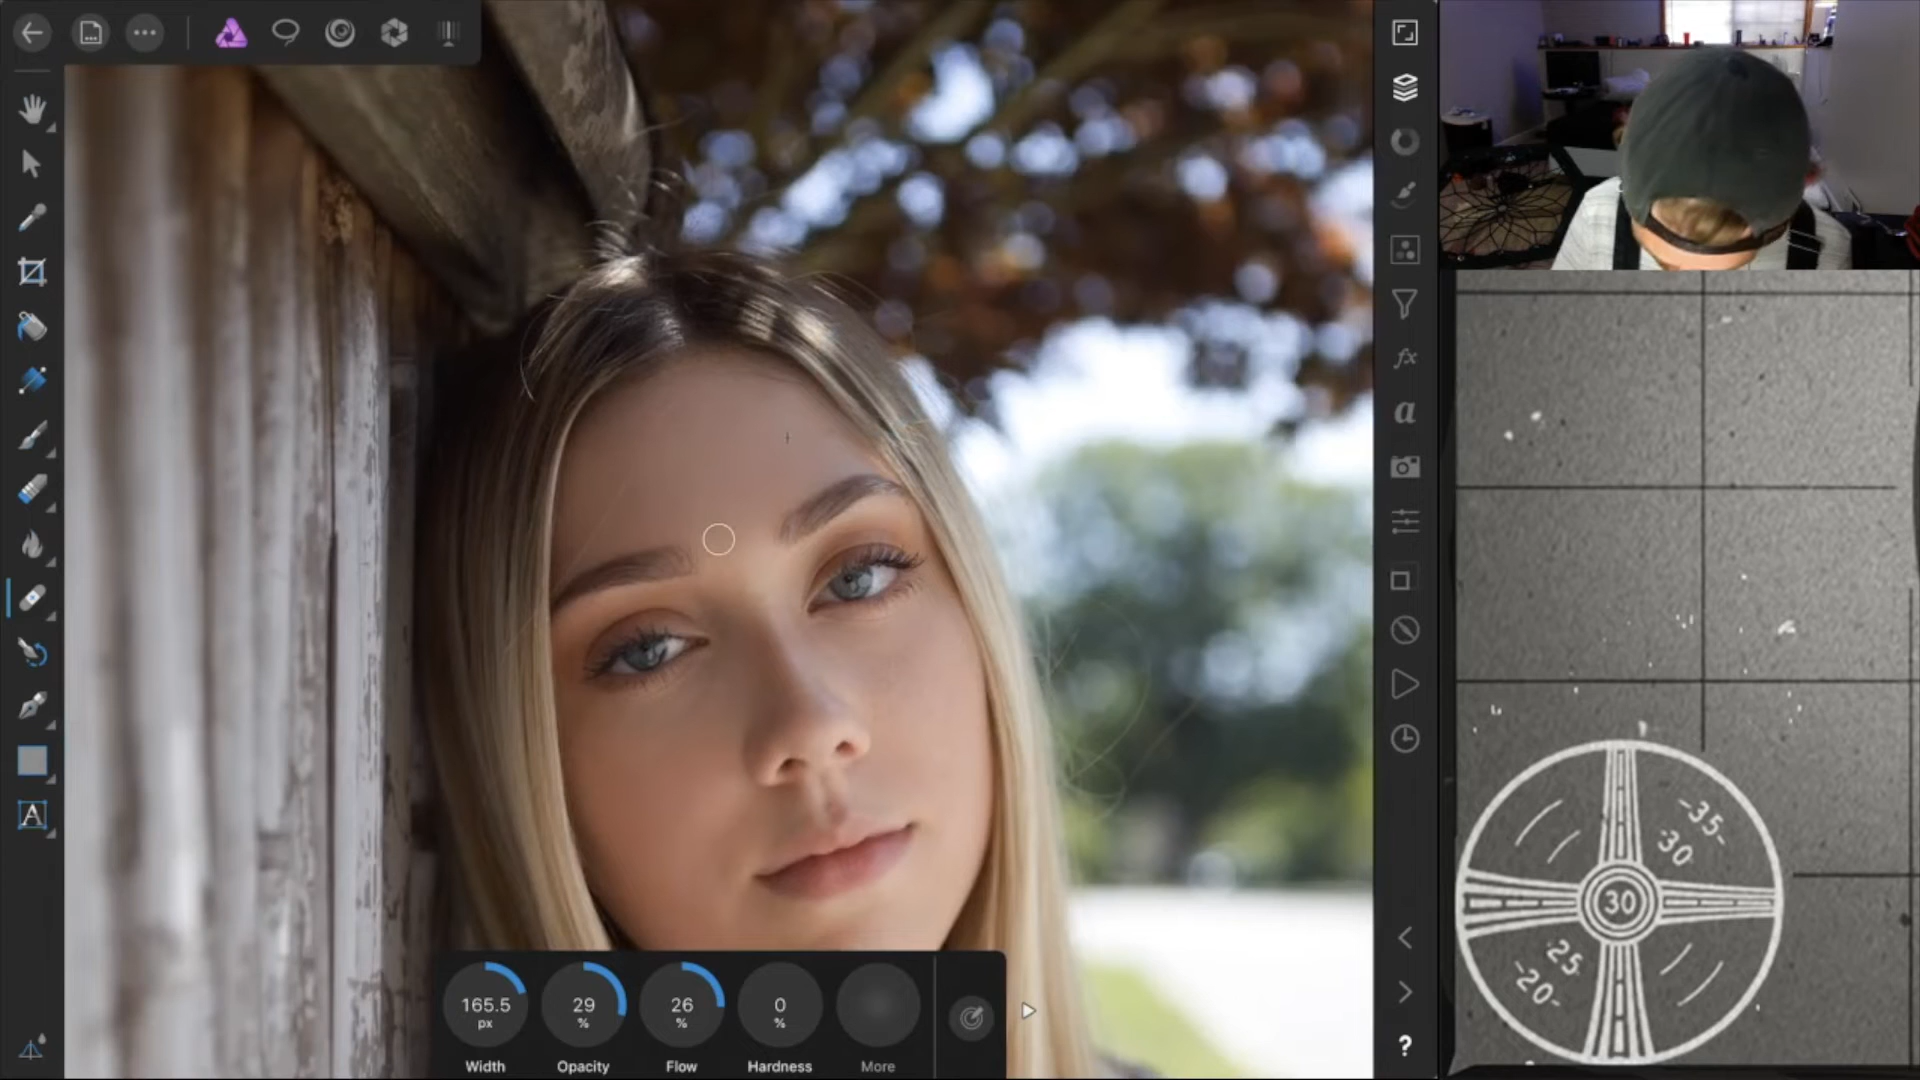 165.5
px
Width
29
%
Opacity
26
%
Flow
0
%
Hardness
More
fx
a
A
?
-35-
30
30
25
-20-